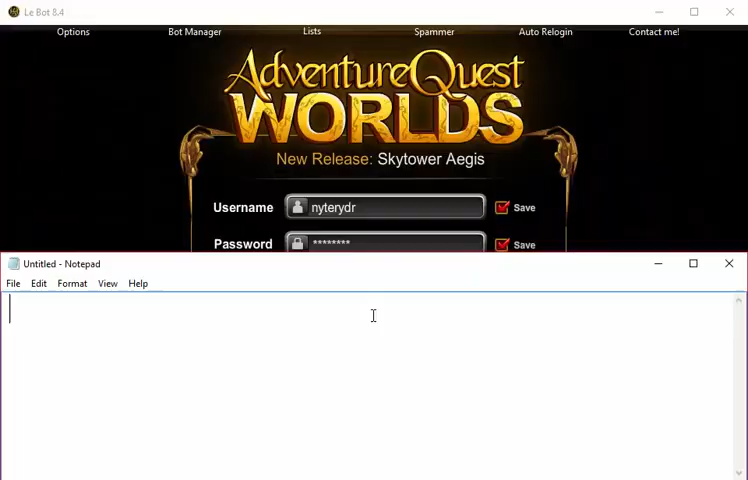 Le Bot 8.4
Options Bot Manager Lists Spammer Auto Relogin Contact me!
AdventureQuest
WORLDS
New Release: Skytower Aegis
Username nyterydr Save
Password ******** Save
Untitled - Notepad
File Edit Format View Help